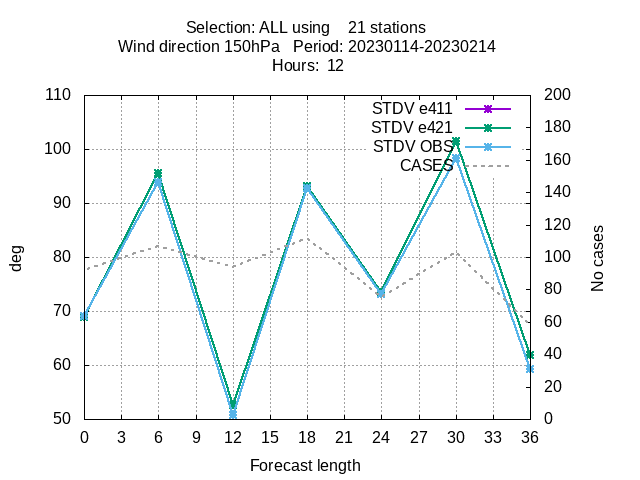 Selection: ALL using    21 stations
Wind direction 150hPa   Period: 20230114-20230214
Hours:  12
110
100
90
80
70
60
50
200
180
160
140
120
100
80
60
40
20
0
STDV e411
STDV e421
STDV OBS
CASES
deg
No cases
0 3 6 9 12 15 18 21 24 27 30 33 36
Forecast length